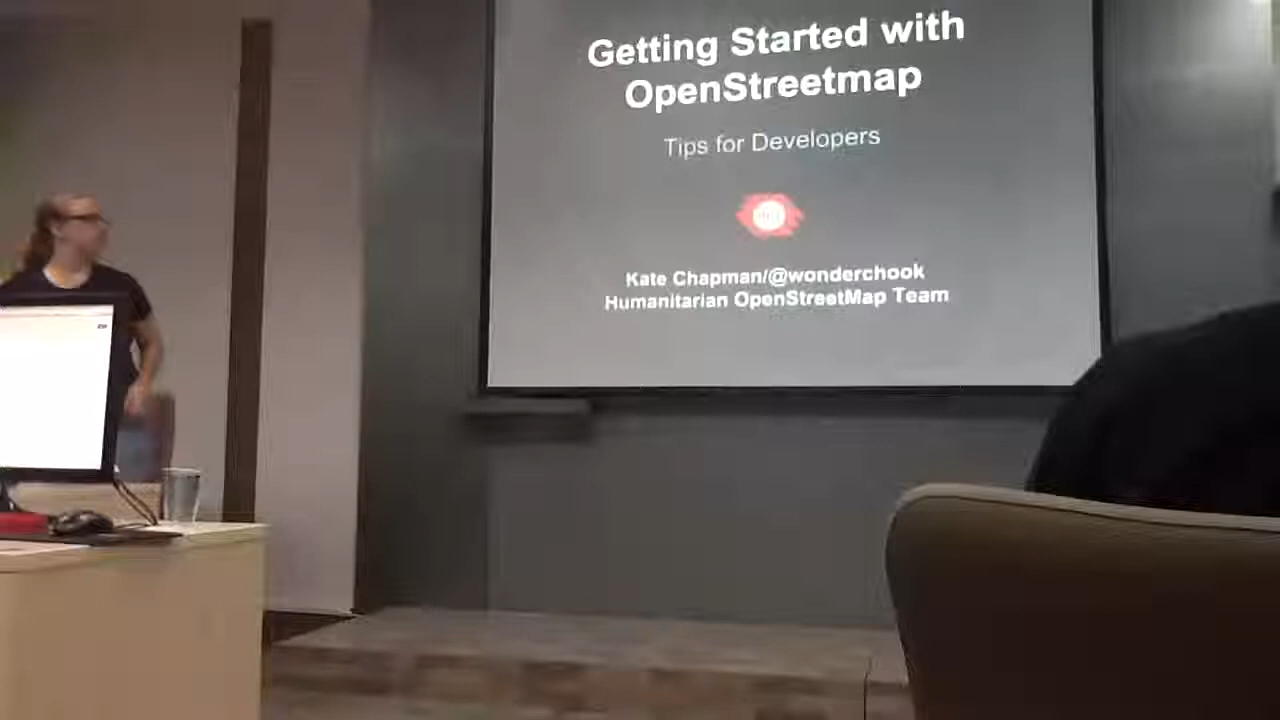 Getting Started with
OpenStreetmap
Tips for Developers
Kate Chapman/@wonderchook
Humanitarian OpenStreetMap Team